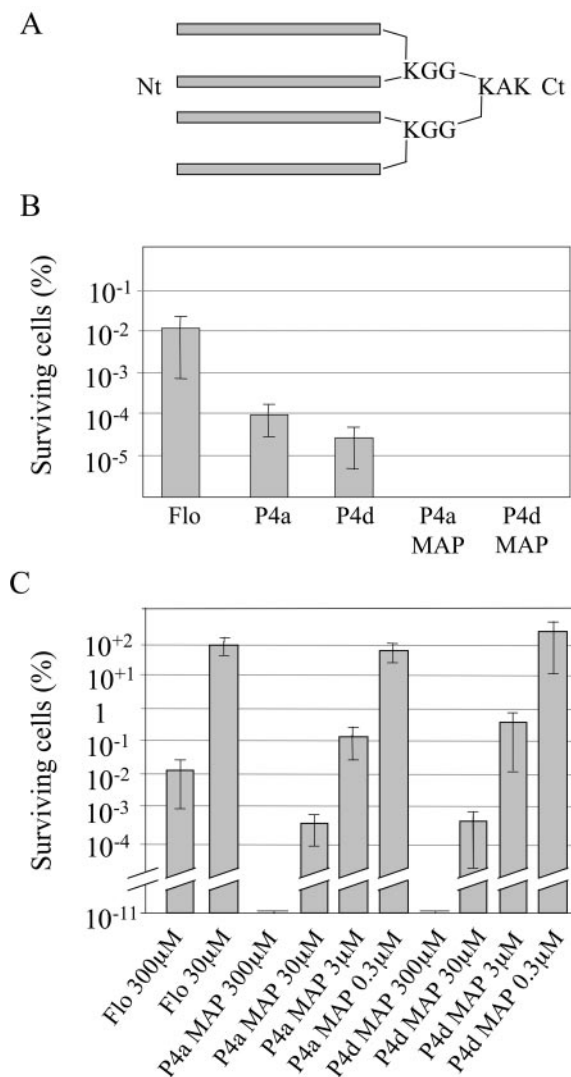 A
Nt
KGG
KAK Ct
KGG
B
Surviving cells (%)
10-1
10-2
10-3
10-4
10-5
Flo P4a P4d P4a MAP P4d MAP
C
Surviving cells (%)
10+2
10+1
1
10-1
10-2
10-3
10-4
10-11
Flo 300µM
Flo 30µM
P4a MAP 300µM
P4a MAP 30µM
P4a MAP 3µM
P4a MAP 0.3µM
P4d MAP 300µM
P4d MAP 30µM
P4d MAP 3µM
P4d MAP 0.3µM